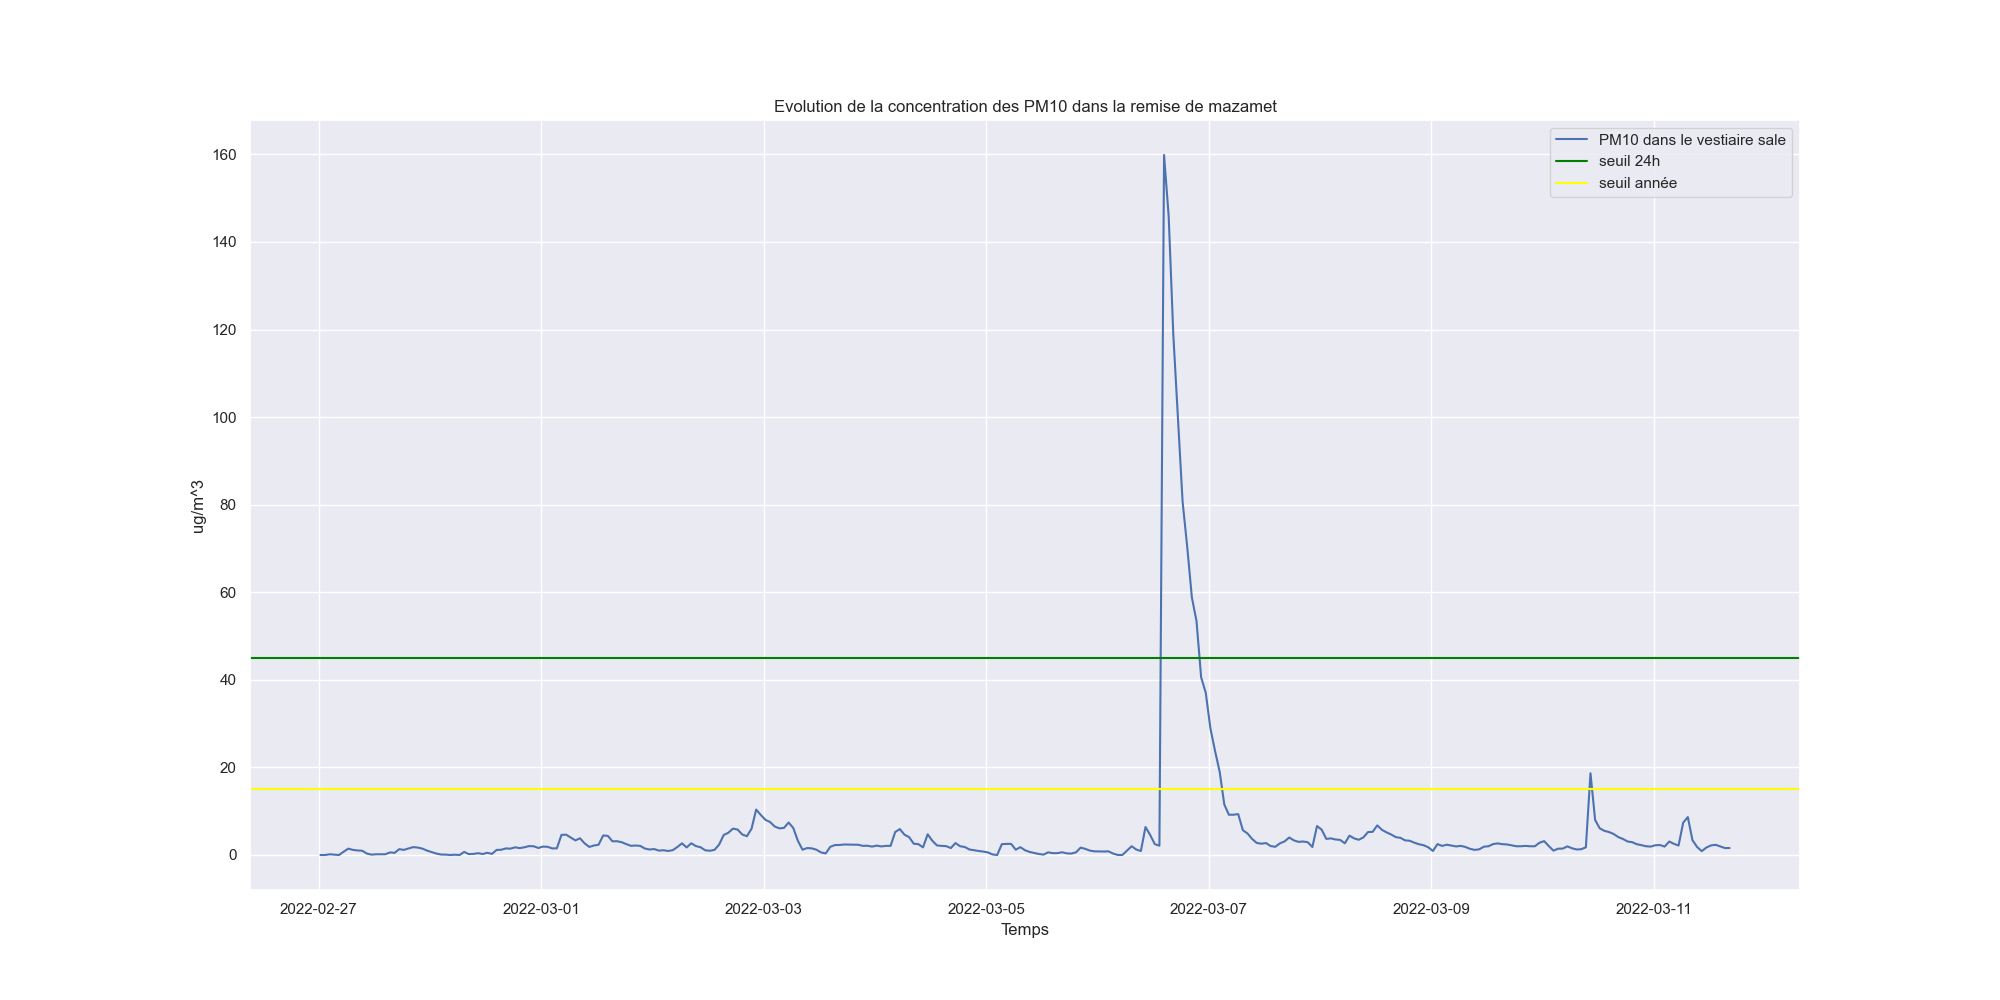 Evolution de la concentration des PM10 dans la remise de mazamet
PM10 dans le vestiaire sale
seuil 24h
seuil année
160
140
120
100
80
60
40
20
0
ug/m^3
2022-02-27 2022-03-01 2022-03-03 2022-03-05 2022-03-07 2022-03-09 2022-03-11
Temps